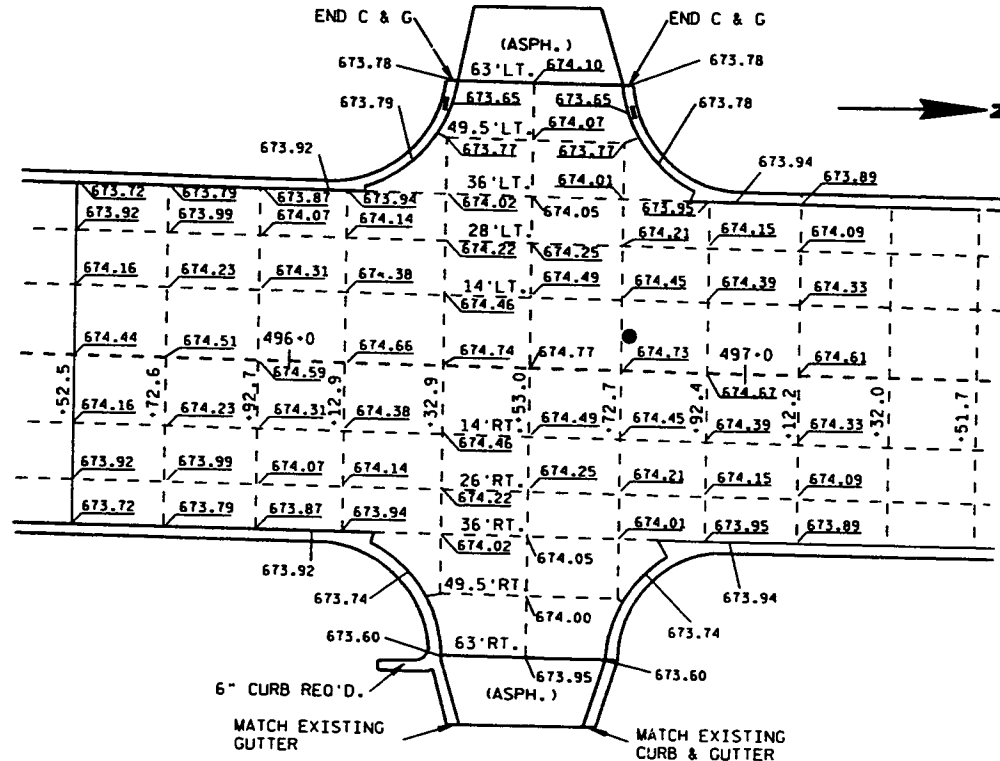 END C & G
END C & G
(ASPH.)
673.78 63'LT. 674.10 673.78
673.79 673.65 673.65 673.78
49.5'LT. 674.07
673.92 673.77 673.77 673.94
36'LT. 674.01 673.89
673.72 673.79 673.87 673.94 674.02 674.05 673.95
673.92 673.99 674.07 674.14 28'LT. 674.21 674.15 674.09
674.22 674.25
674.16 674.23 674.31 674.38 14'LT. 674.49 674.45 674.39 674.33
674.46
674.44 674.51 496+0 674.66 674.74 674.77 674.73 497+0 674.61
674.59 674.67
+52.5 +72.6 +92.7 +12.9 +32.9 +53.0 +72.7 +92.4 +12.2 +32.0 +51.7
674.16 674.23 674.31 674.38 14'RT. 674.49 674.45 674.39 674.33
674.46
673.92 673.99 674.07 674.14 26'RT. 674.25 674.21 674.15 674.09
674.22
673.72 673.79 673.87 673.94 36'RT. 674.01 673.95 673.89
674.02 674.05
673.92 49.5'RT. 673.94
673.74 674.00 673.74
673.60 63'RT. 673.95 673.60
6" CURB REQ'D. (ASPH.)
MATCH EXISTING
GUTTER
MATCH EXISTING
CURB & GUTTER